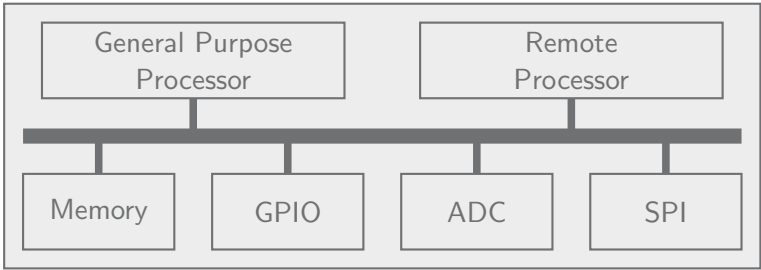 General Purpose
Processor
Remote
Processor
Memory
GPIO
ADC
SPI